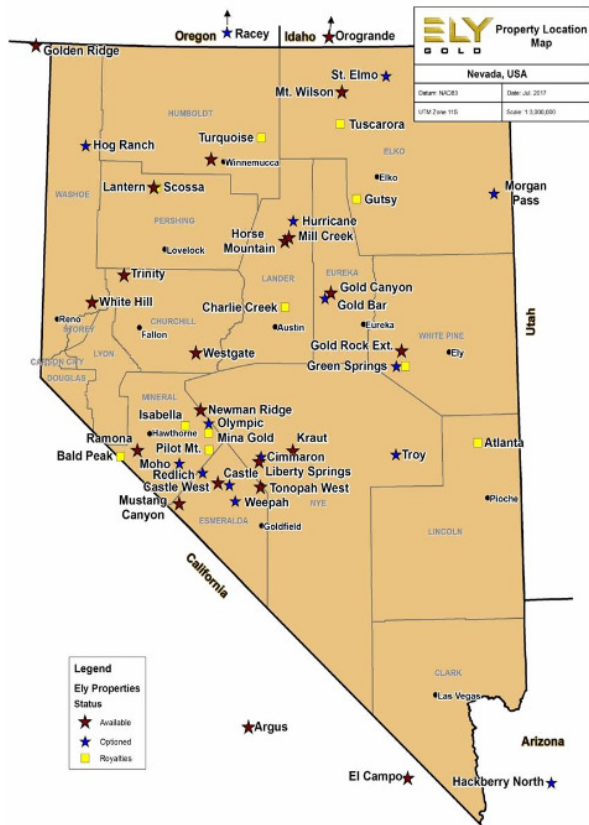 ELY
GOLD
Property Location
Map
Nevada, USA
Datum: NAD83
Date: Jul. 2017
UTM Zone 11S
Scale: 1:3,000,000
Oregon
Racey
Idaho
Orogrande
Golden Ridge
St. Elmo
Mt. Wilson
HUMBOLDT
Turquoise
Tuscarora
ELKO
Hog Ranch
Winnemucca
Elko
WASHOE
Lantern
Scossa
Gutsy
Morgan
Pass
PERSHING
Hurricane
Horse
Mountain
Mill Creek
Lovelock
Trinity
LANDER
EUREKA
Gold Canyon
Gold Bar
White Hill
Charlie Creek
Reno
STOREY
CHURCHILL
Fallon
Austin
Eureka
WHITE PINE
Utah
LYON
CARSON CITY
DOUGLAS
Westgate
Gold Rock Ext.
Ely
Green Springs
MINERAL
Newman Ridge
Isabella
Olympic
Hawthorne
Mina Gold
Ramona
Pilot Mt.
Kraut
Atlanta
Bald Peak
Moho
Cimmaron
Troy
Redlich
Castle
Liberty Springs
Castle West
Tonopah West
Mustang
Canyon
Weepah
NYE
Pioche
ESMERALDA
Goldfield
LINCOLN
California
CLARK
Las Vegas
Legend
Ely Properties
Status
Available
Optioned
Royalties
Argus
Arizona
El Campo
Hackberry North